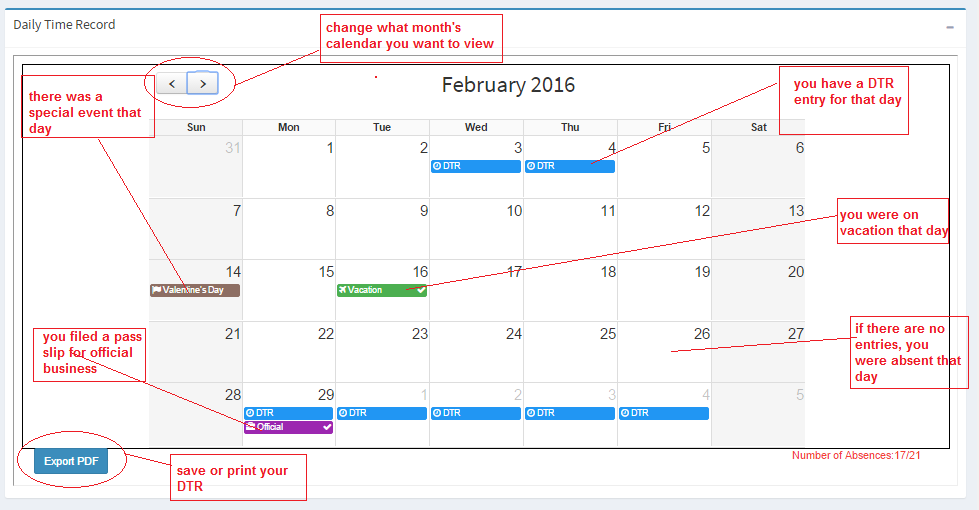 Daily Time Record
change what month's
calendar you want to view
February 2016
there was a
special event that
day
you have a DTR
entry for that day
Sun Mon Tue Wed Thu Fri Sat
31 1 2 3 4 5 6
DTR DTR
7 8 9 10 11 12 13
you were on
vacation that day
14 15 16 17 18 19 20
Valentine's Day Vacation
21 22 23 24 25 26 27
you filed a pass
slip for official
business
if there are no
entries, you
were absent that
day
28 29 1 2 3 4 5
DTR DTR DTR DTR DTR
Official
Export PDF
Number of Absences:17/21
save or print your
DTR